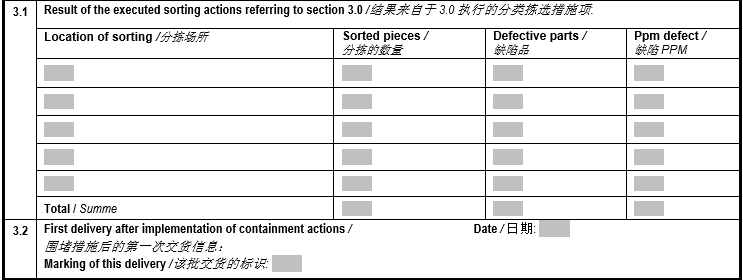 3.1 Result of the executed sorting actions referring to section 3.0 /结果来自于 3.0 执行的分类拣选措施项.
Location of sorting /分拣场所 Sorted pieces / Defective parts / Ppm defect /
分拣的数量 缺陷品 缺陷 PPM
Total / Summe
3.2 First delivery after implementation of containment actions / Date / 日期:
围堵措施后的第一次交货信息：
Marking of this delivery /该批交货的标识: